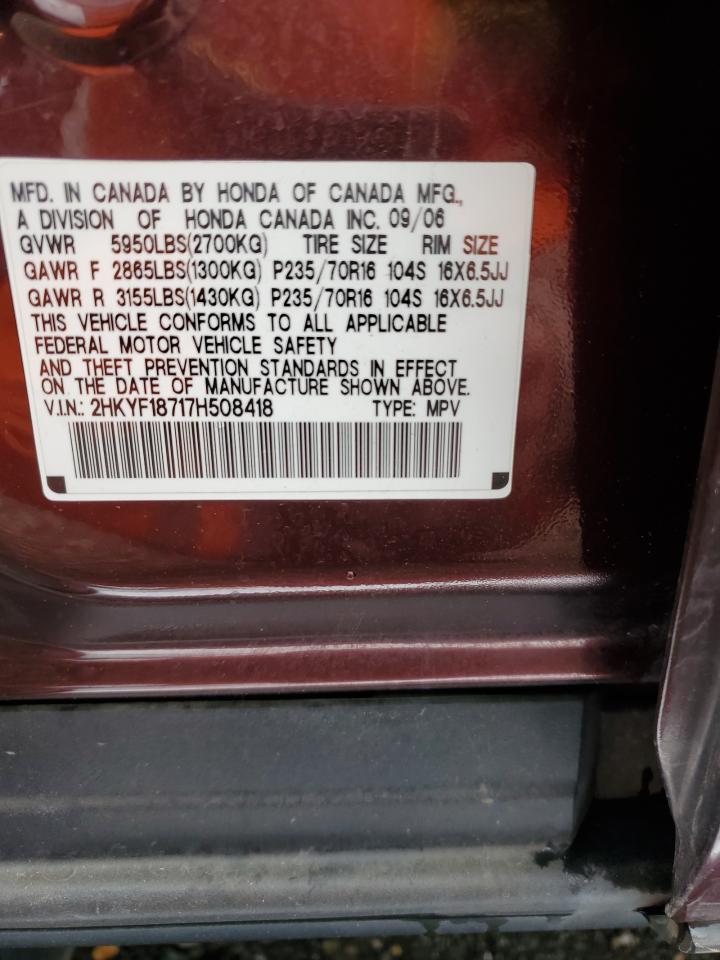 MFD. IN CANADA BY HONDA OF CANADA MFG.,
A DIVISION OF HONDA CANADA INC. 09/06
GVWR 5950LBS(2700KG) TIRE SIZE RIM SIZE
GAWR F 2865LBS(1300KG) P235/70R16 104S 16X6.5JJ
GAWR R 3155LBS(1430KG) P235/70R16 104S 16X6.5JJ
THIS VEHICLE CONFORMS TO ALL APPLICABLE
FEDERAL MOTOR VEHICLE SAFETY
AND THEFT PREVENTION STANDARDS IN EFFECT
ON THE DATE OF MANUFACTURE SHOWN ABOVE.
V.I.N.: 2HKYF18717H508418 TYPE: MPV